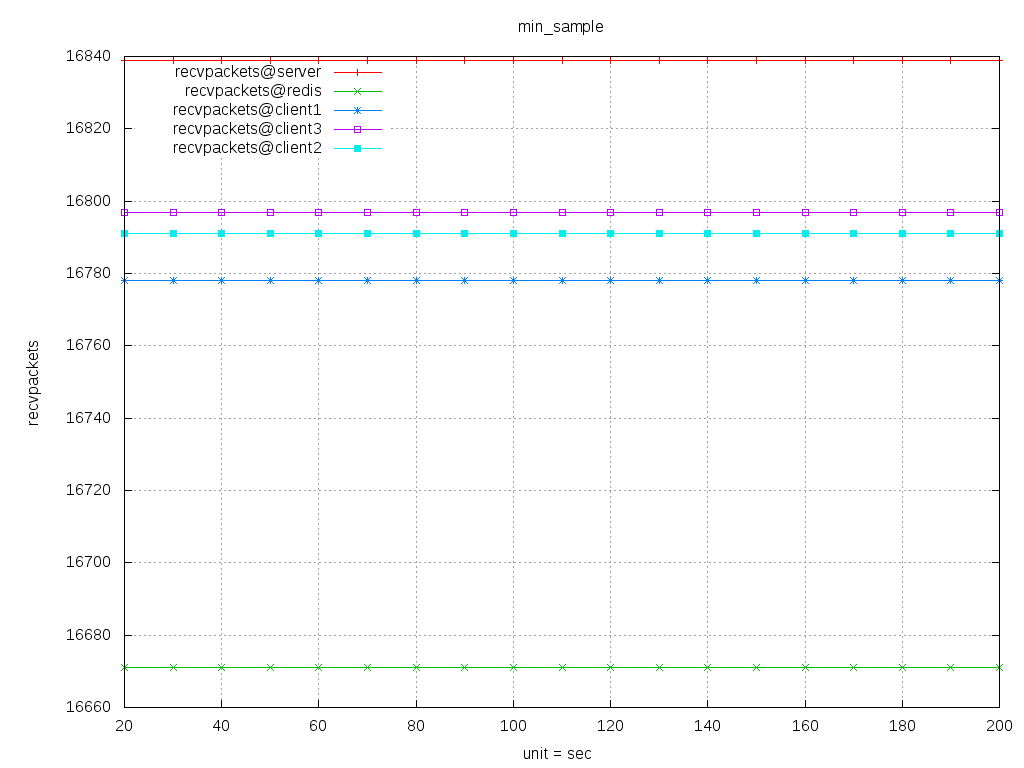 min_sample
16840
16820
16800
16780
16760
16740
16720
16700
16680
16660
recvpackets
recvpackets@server
recvpackets@redis
recvpackets@client1
recvpackets@client3
recvpackets@client2
20 40 60 80 100 120 140 160 180 200
unit = sec